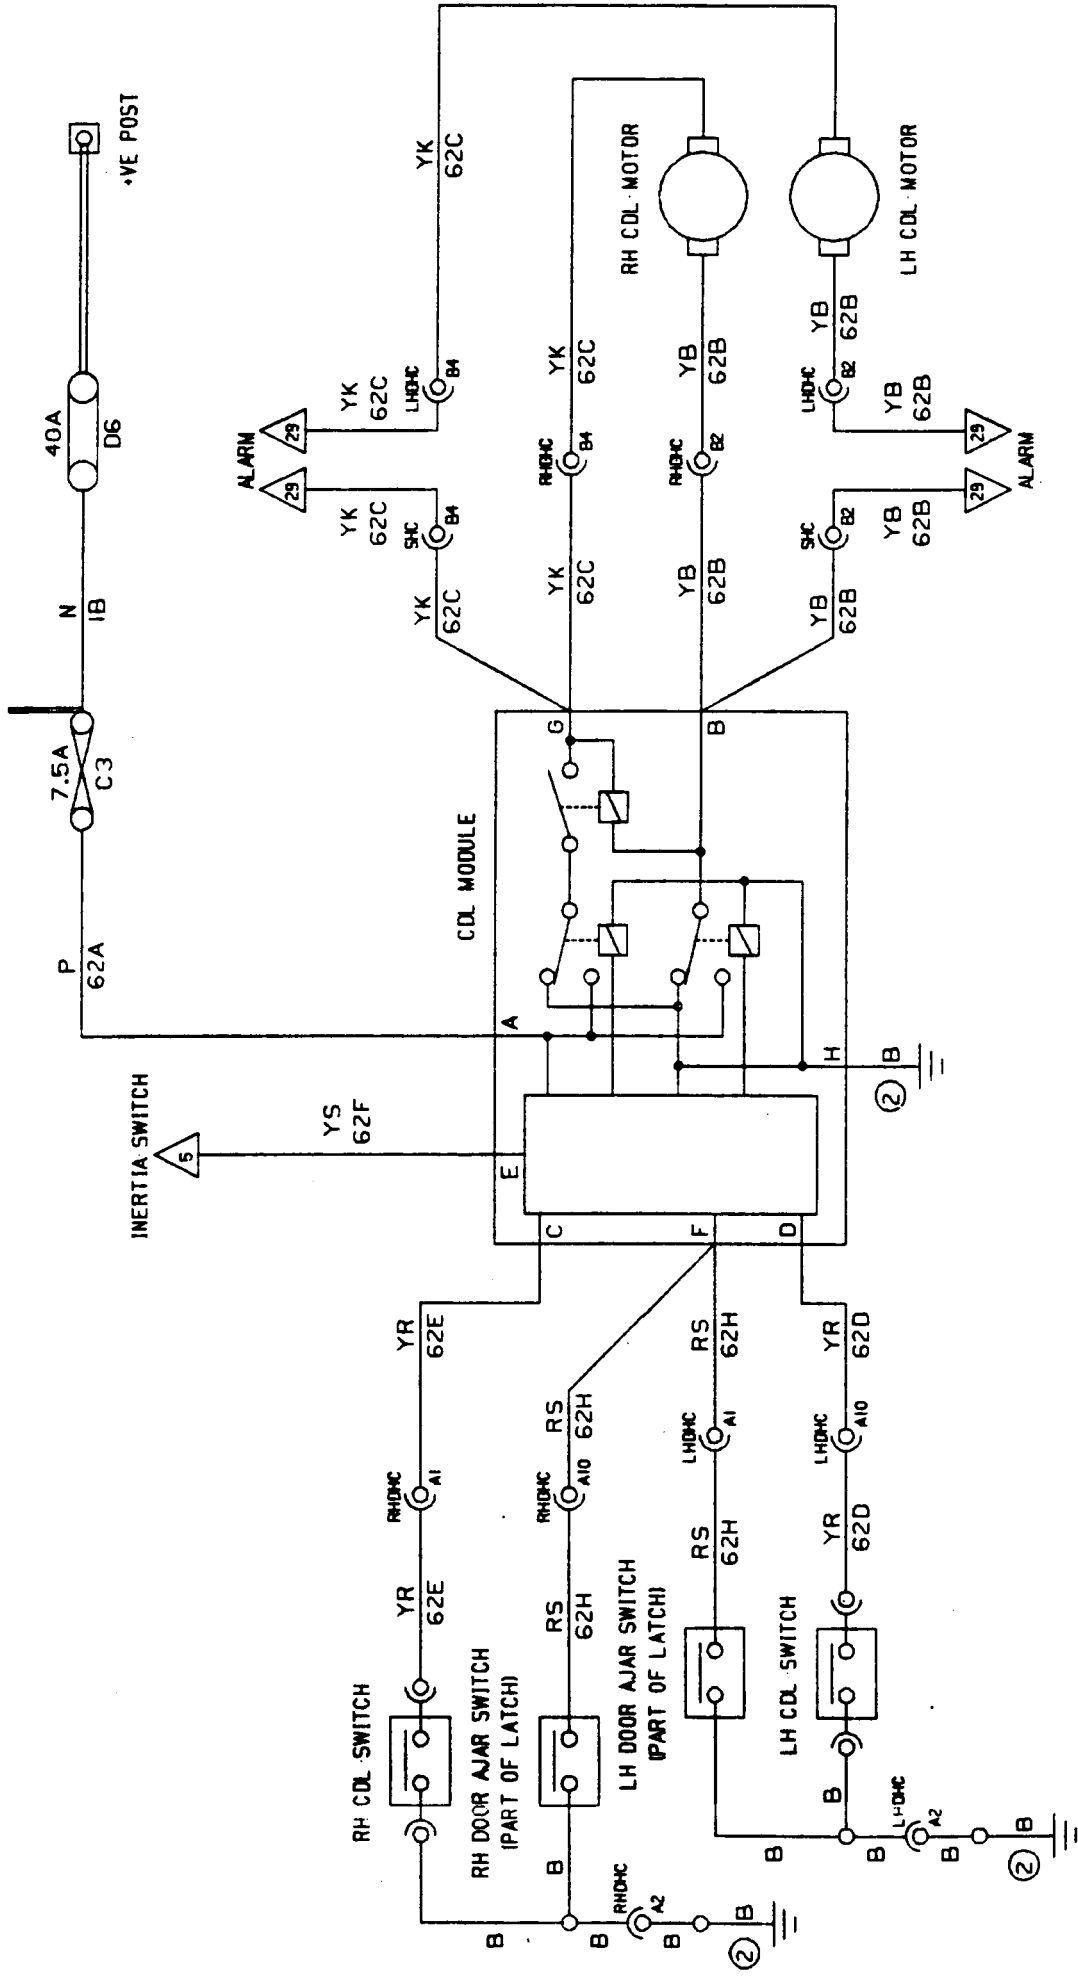 +VE POST
40A
D6
N
1B
7.5A
C3
P
62A
INERTIA SWITCH
5
YS
62F
ALARM
29
29
YK
62C
YK
62C
SHC
B4
LHDHC
B4
YK
62C
YK
62C
CDL MODULE
A
E
C
F
D
G
B
H
B
2
YK
62C
RHDHC
B4
YK
62C
RH CDL MOTOR
YB
62B
RHDHC
B2
YB
62B
LH CDL MOTOR
YB
62B
SHC
B2
LHDHC
B2
YB
62B
YB
62B
YB
62B
29
29
ALARM
RH CDL SWITCH
YR
62E
RHDHC
A1
YR
62E
RH DOOR AJAR SWITCH
(PART OF LATCH)
RS
62H
RHDHC
A10
RS
62H
B
B
B
RHDHC
A2
B
B
2
LH DOOR AJAR SWITCH
(PART OF LATCH)
RS
62H
LHDHC
A1
RS
62H
LH CDL SWITCH
YR
62D
LHDHC
A10
YR
62D
B
B
B
LHDHC
A2
B
B
2